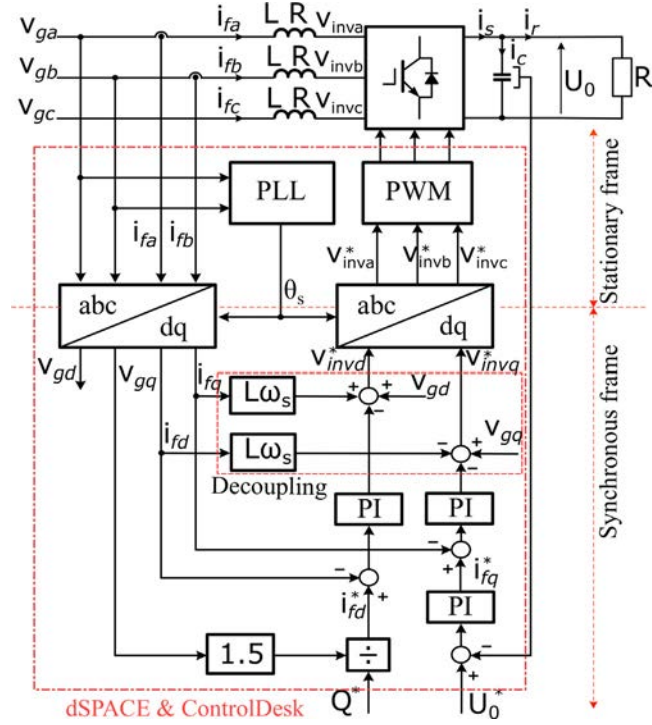 v_ga i_fa L R v_inva i_s i_r
v_gb i_fb L R v_invb i_c U_0 R
v_gc i_fc L R v_invc
PLL PWM
i_fa i_fb v*_inva v*_invb v*_invc
Stationary frame
abc dq θ_s abc dq
v_gd v_gq i_fq Lω_s + + - v*_invd v_gd v*_invq
i_fd Lω_s - + - v_gq
Decoupling
PI PI
- + i*_fq
- + i*_fd PI
1.5 ÷ - +
Q* U_0*
Synchronous frame
dSPACE & ControlDesk